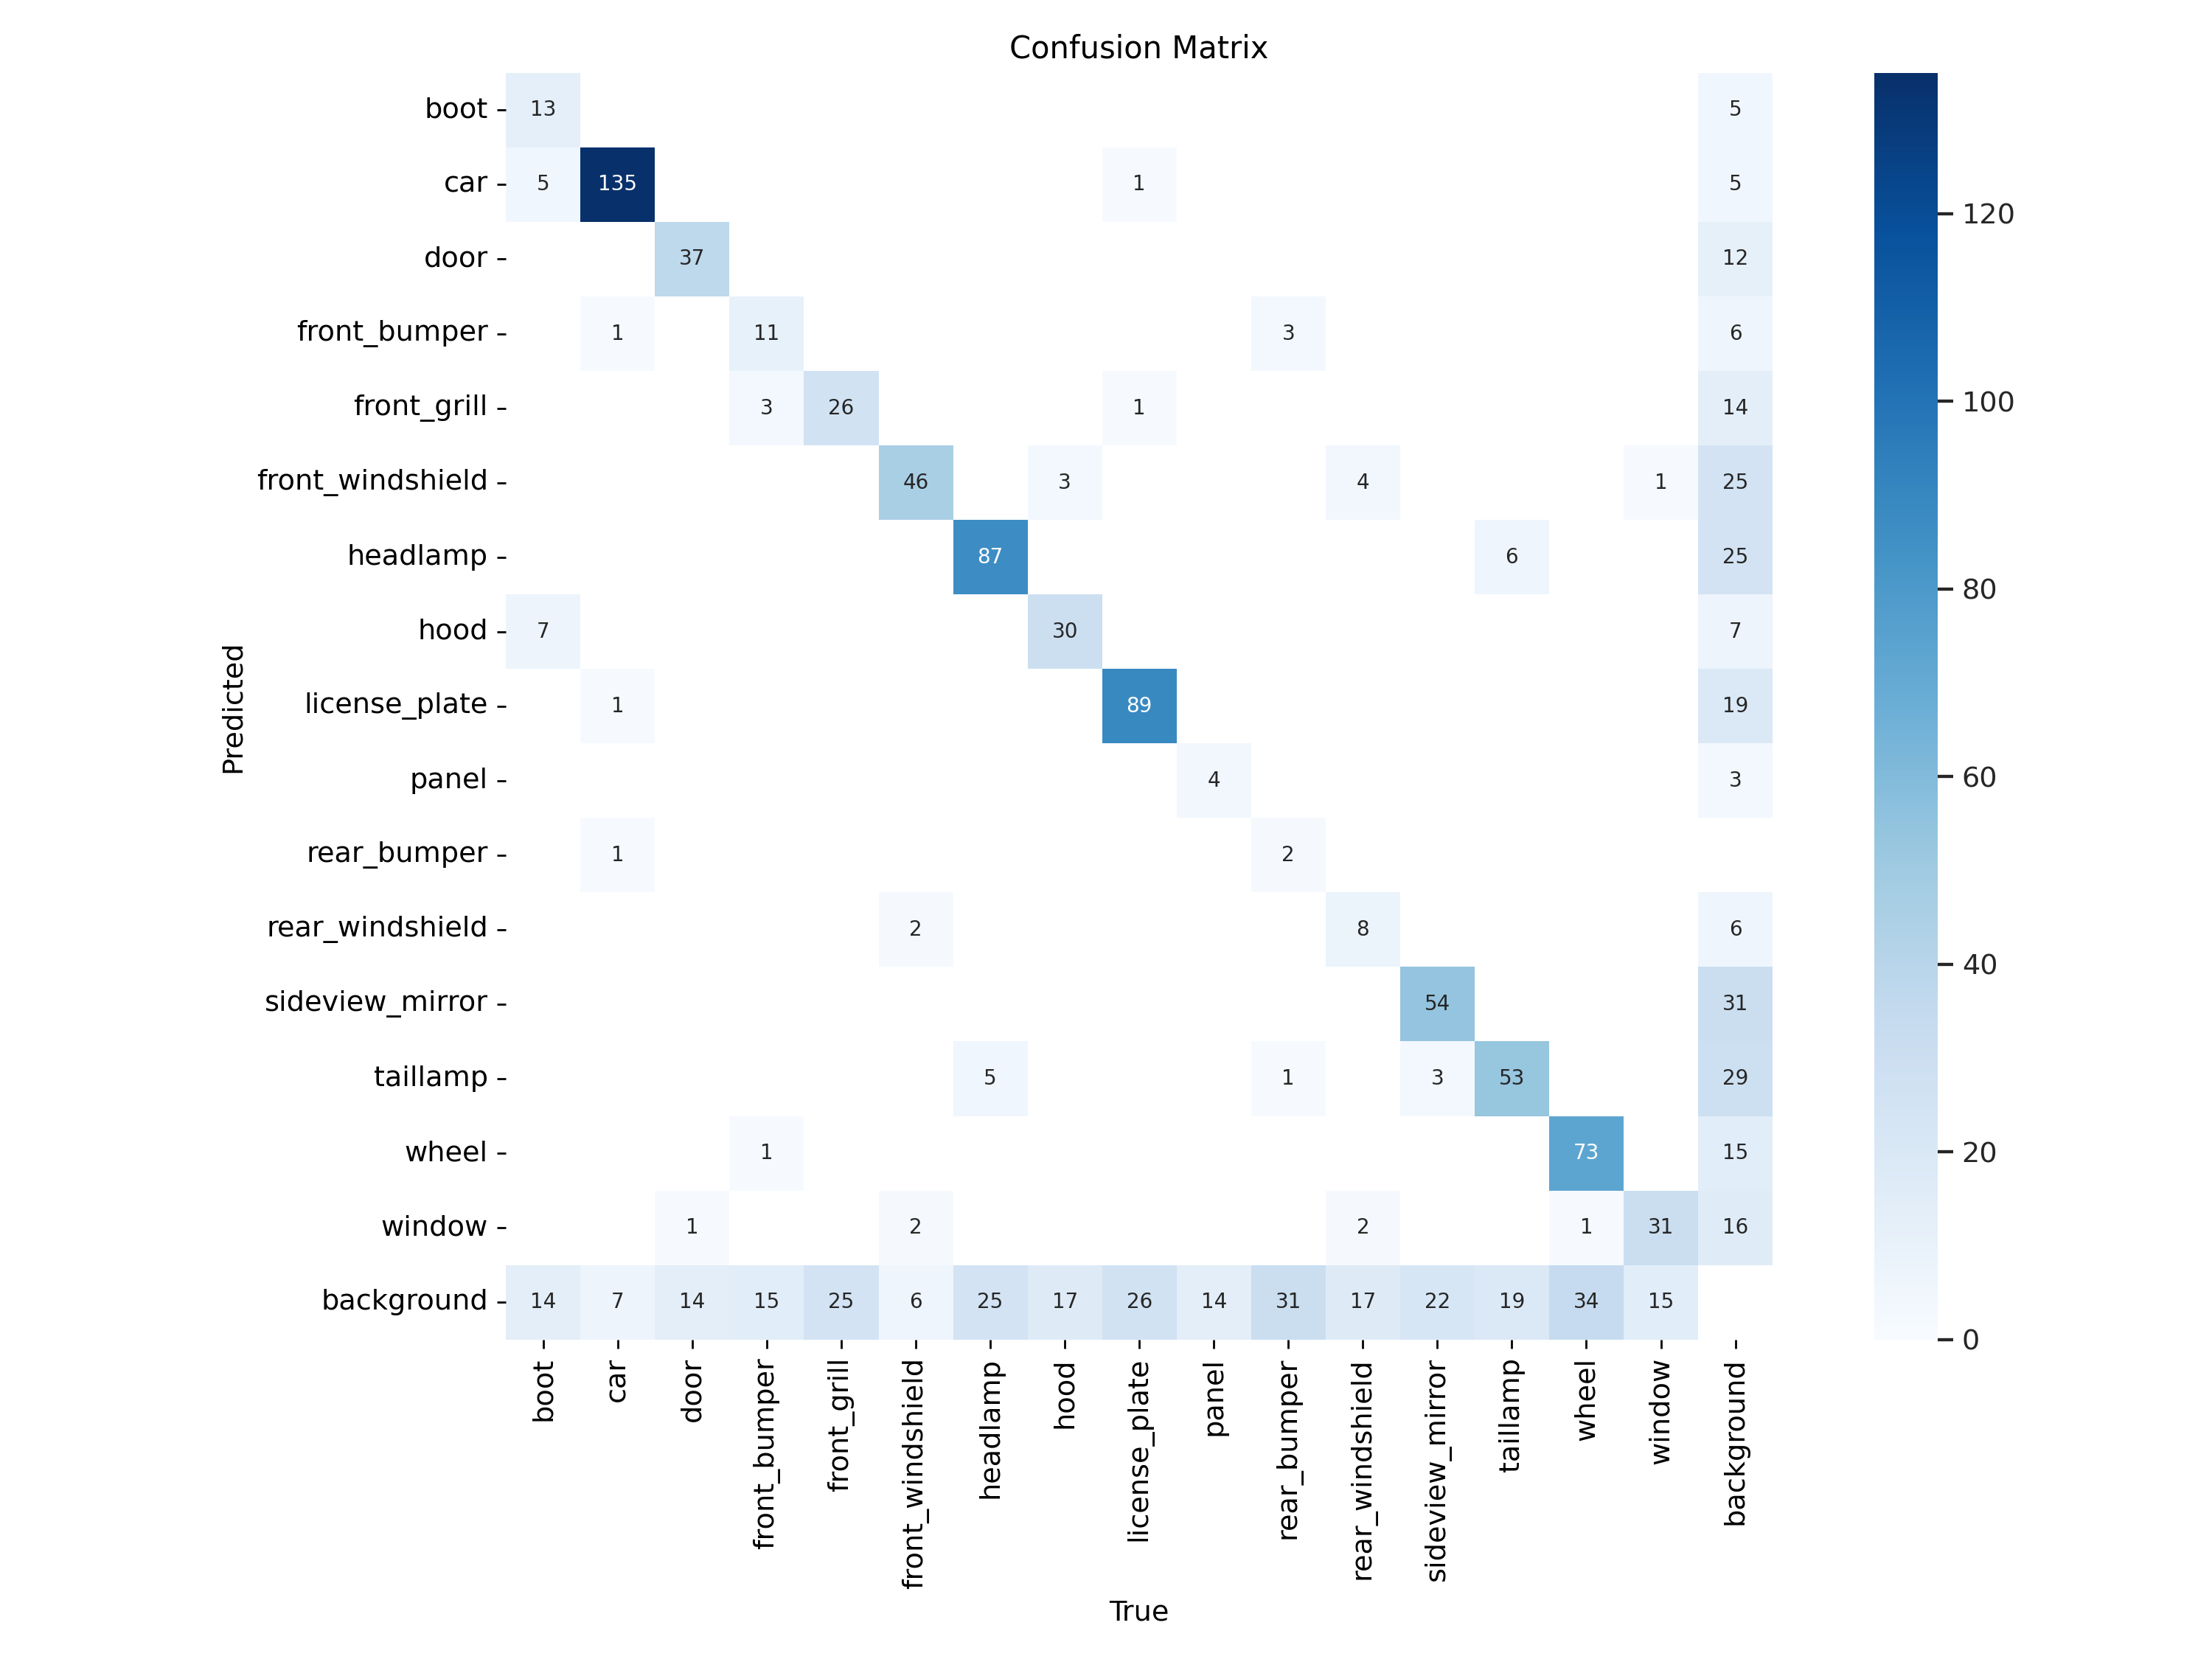 Confusion Matrix
boot 13 5
car 5 135 1 5
120
door 37 12
front_bumper 1 11 3 6
100
front_grill 3 26 1 14
front_windshield 46 3 4 1 25
headlamp 87 6 25
80
hood 7 30 7
license_plate 1 89 19
Predicted
panel 4 3
60
rear_bumper 1 2
rear_windshield 2 8 6
40
sideview_mirror 54 31
taillamp 5 1 3 53 29
wheel 1 73 15
20
window 1 2 2 1 31 16
background 14 7 14 15 25 6 25 17 26 14 31 17 22 19 34 15
0
boot
car
door
front_bumper
front_grill
front_windshield
headlamp
hood
license_plate
panel
rear_bumper
rear_windshield
sideview_mirror
taillamp
wheel
window
background
True